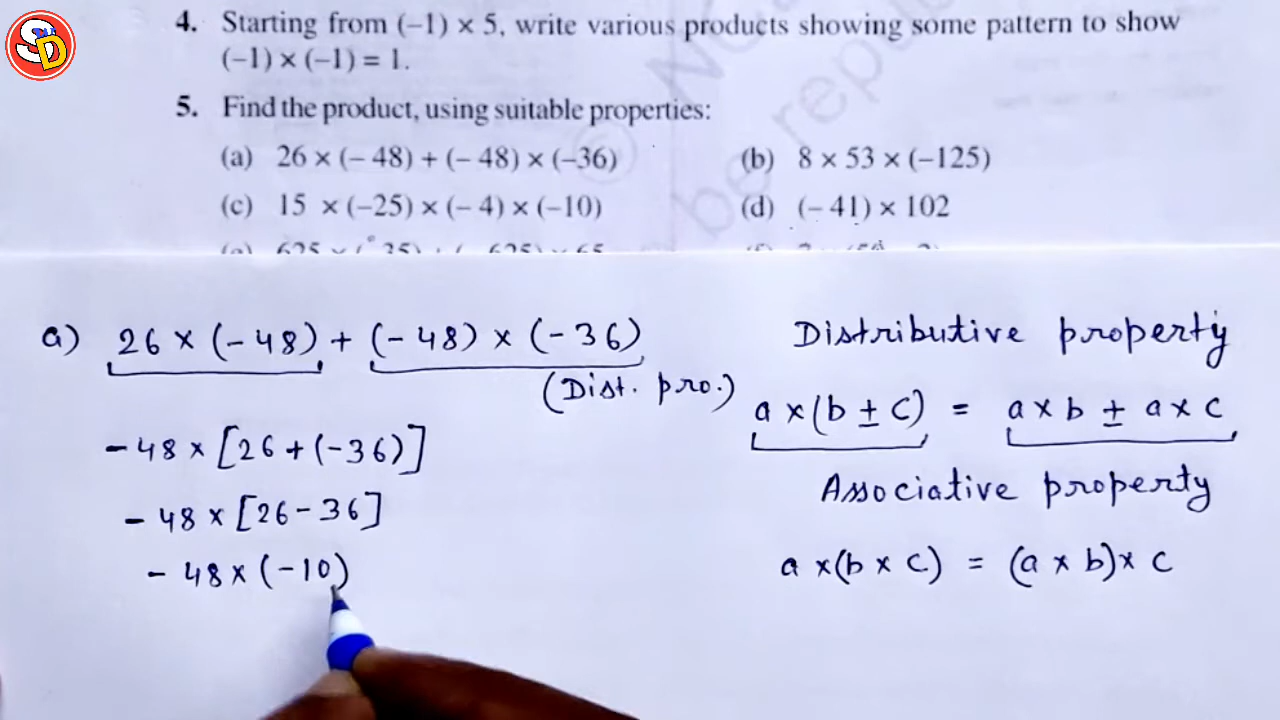 SD
4. Starting from (–1) × 5, write various products showing some pattern to show
(–1) × (–1) = 1.
5. Find the product, using suitable properties:
(a) 26 × (– 48) + (– 48) × (–36) (b) 8 × 53 × (–125)
(c) 15 × (–25) × (– 4) × (–10) (d) (– 41) × 102
a) 26 × (- 48) + (- 48) × (- 36)
(Dist. pro.)
- 48 × [26 + (-36)]
- 48 × [26 - 36]
- 48 × (-10)
Distributive property
a × (b ± c) = a × b ± a × c
Associative property
a ×(b × c) = (a × b)× c